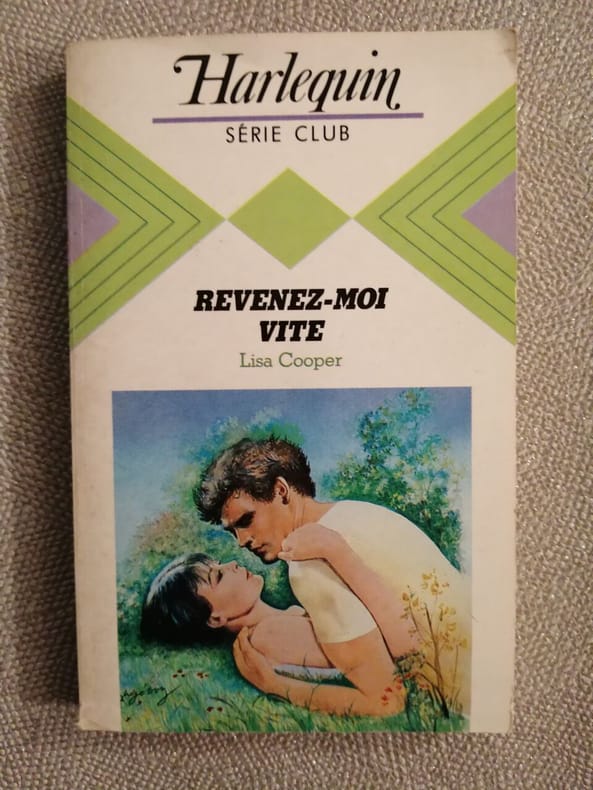 Harlequin
SÉRIE CLUB
REVENEZ-MOI
VITE
Lisa Cooper